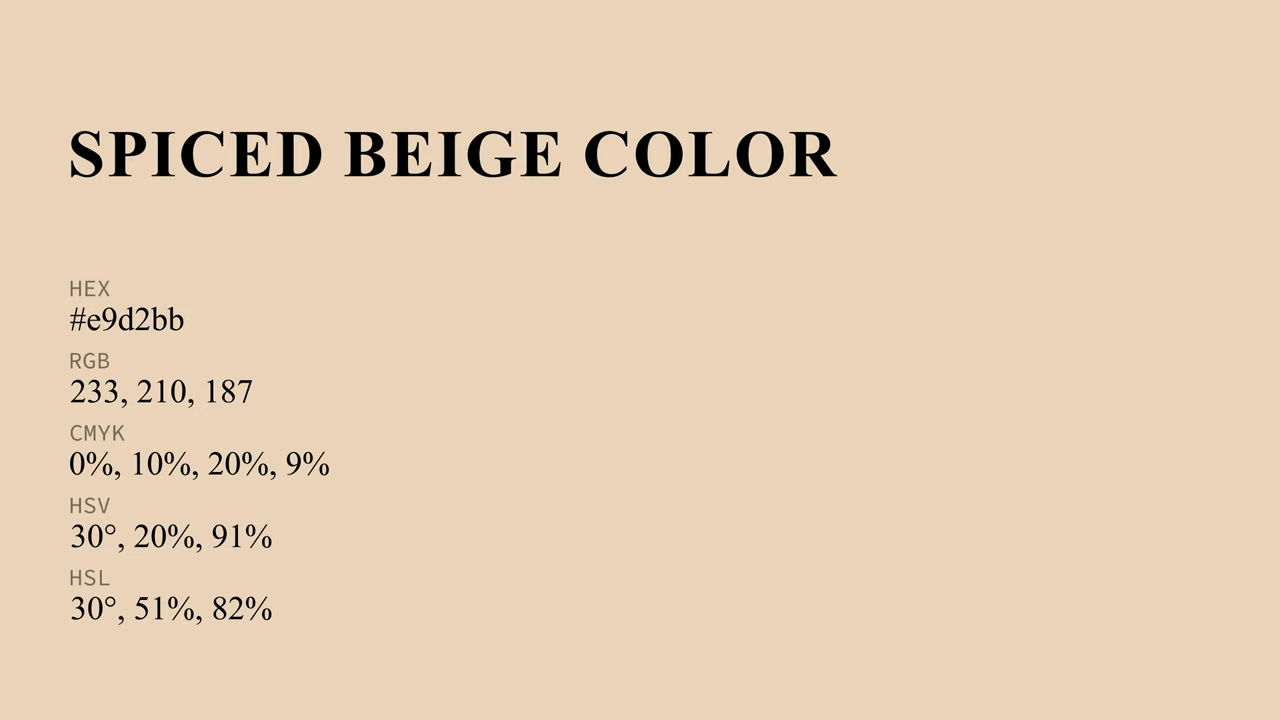 SPICED BEIGE COLOR
HEX
#e9d2bb
RGB
233, 210, 187
CMYK
0%, 10%, 20%, 9%
HSV
30°, 20%, 91%
HSL
30°, 51%, 82%